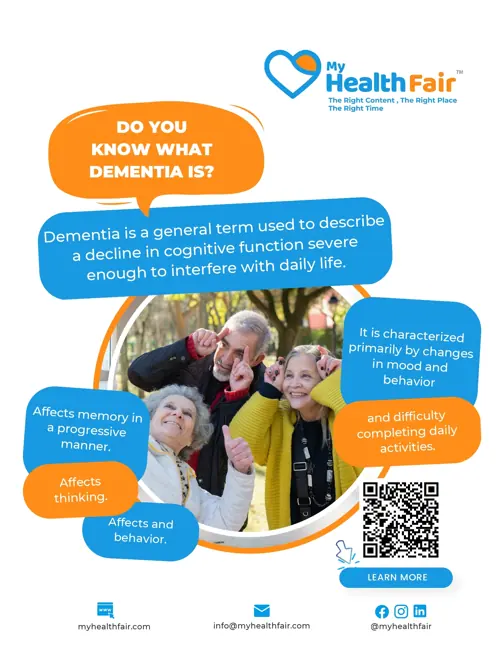 My
Health Fair™
The Right Content , The Right Place
The Right Time
DO YOU
KNOW WHAT
DEMENTIA IS?
Dementia is a general term used to describe
a decline in cognitive function severe
enough to interfere with daily life.
It is characterized
primarily by changes
in mood and
behavior
and difficulty
completing daily
activities.
Affects memory in
a progressive
manner.
Affects
thinking.
Affects and
behavior.
LEARN MORE
www
myhealthfair.com
info@myhealthfair.com
@myhealthfair